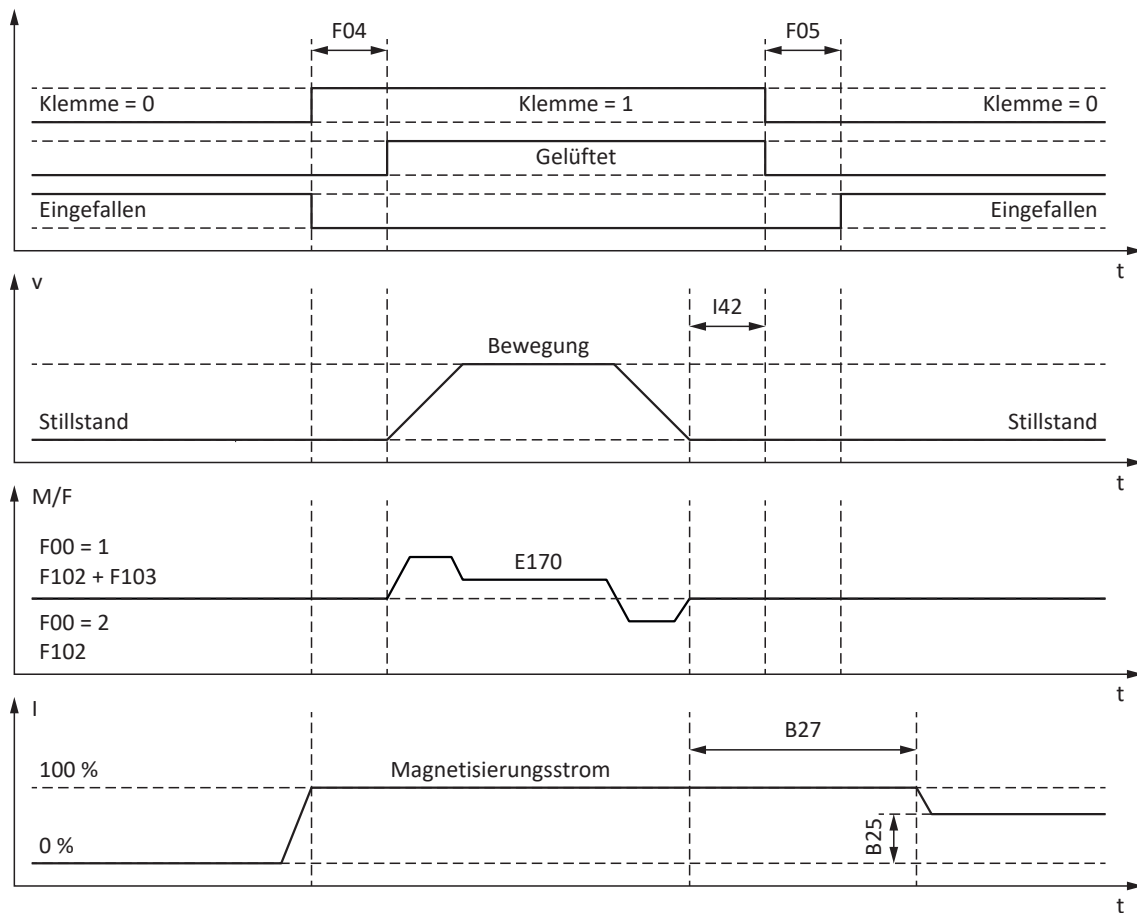 F04
F05
Klemme = 0
Klemme = 1
Klemme = 0
Gelüftet
Eingefallen
Eingefallen
t
v
I42
Bewegung
Stillstand
Stillstand
t
M/F
F00 = 1
F102 + F103
E170
F00 = 2
F102
t
I
B27
100 %
Magnetisierungsstrom
B25
0 %
t